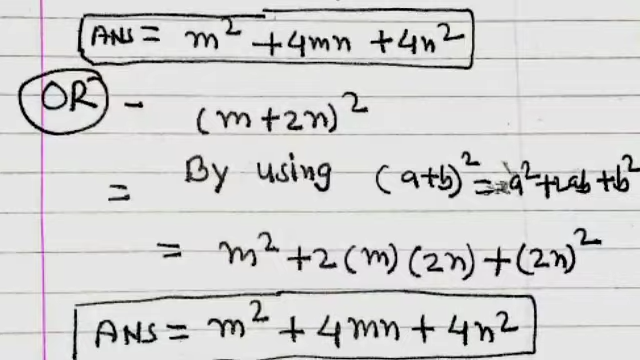 ANS = m² + 4mn + 4n²
OR - (m+2n)²
= By using (a+b)² = a²+2ab+b²
= m² + 2(m)(2n) + (2n)²
ANS = m² + 4mn + 4n²